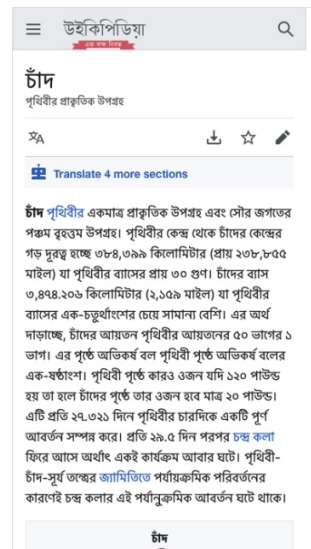 উইকিপিডিয়া
এক লক্ষ নিবন্ধ
চাঁদ
পৃথিবীর প্রাকৃতিক উপগ্রহ
Translate 4 more sections
চাঁদ পৃথিবীর একমাত্র প্রাকৃতিক উপগ্রহ এবং সৌর জগতের
পঞ্চম বৃহত্তম উপগ্রহ। পৃথিবীর কেন্দ্র থেকে চাঁদের কেন্দ্রের
গড় দূরত্ব হচ্ছে ৩৮৪,৩৯৯ কিলোমিটার (প্রায় ২৩৮,৮৫৫
মাইল) যা পৃথিবীর ব্যাসের প্রায় ৩০ গুণ। চাঁদের ব্যাস
৩,৪৭৪.২০৬ কিলোমিটার (২,১৫৯ মাইল) যা পৃথিবীর
ব্যাসের এক-চতুর্থাংশের চেয়ে সামান্য বেশি। এর অর্থ
দাড়াচ্ছে, চাঁদের আয়তন পৃথিবীর আয়তনের ৫০ ভাগের ১
ভাগ। এর পৃষ্ঠে অভিকর্ষ বল পৃথিবী পৃষ্ঠে অভিকর্ষ বলের
এক-ষষ্ঠাংশ। পৃথিবী পৃষ্ঠে কারও ওজন যদি ১২০ পাউন্ড
হয় তা হলে চাঁদের পৃষ্ঠে তার ওজন হবে মাত্র ২০ পাউন্ড।
এটি প্রতি ২৭.৩২১ দিনে পৃথিবীর চারদিকে একটি পূর্ণ
আবর্তন সম্পন্ন করে। প্রতি ২৯.৫ দিন পরপর চন্দ্র কলা
ফিরে আসে অর্থাৎ একই কার্যক্রম আবার ঘটে। পৃথিবী-
চাঁদ-সূর্য তন্ত্রের জ্যামিতিতে পর্যায়ক্রমিক পরিবর্তনের
কারণেই চন্দ্র কলার এই পর্যানুক্রমিক আবর্তন ঘটে থাকে।
চাঁদ